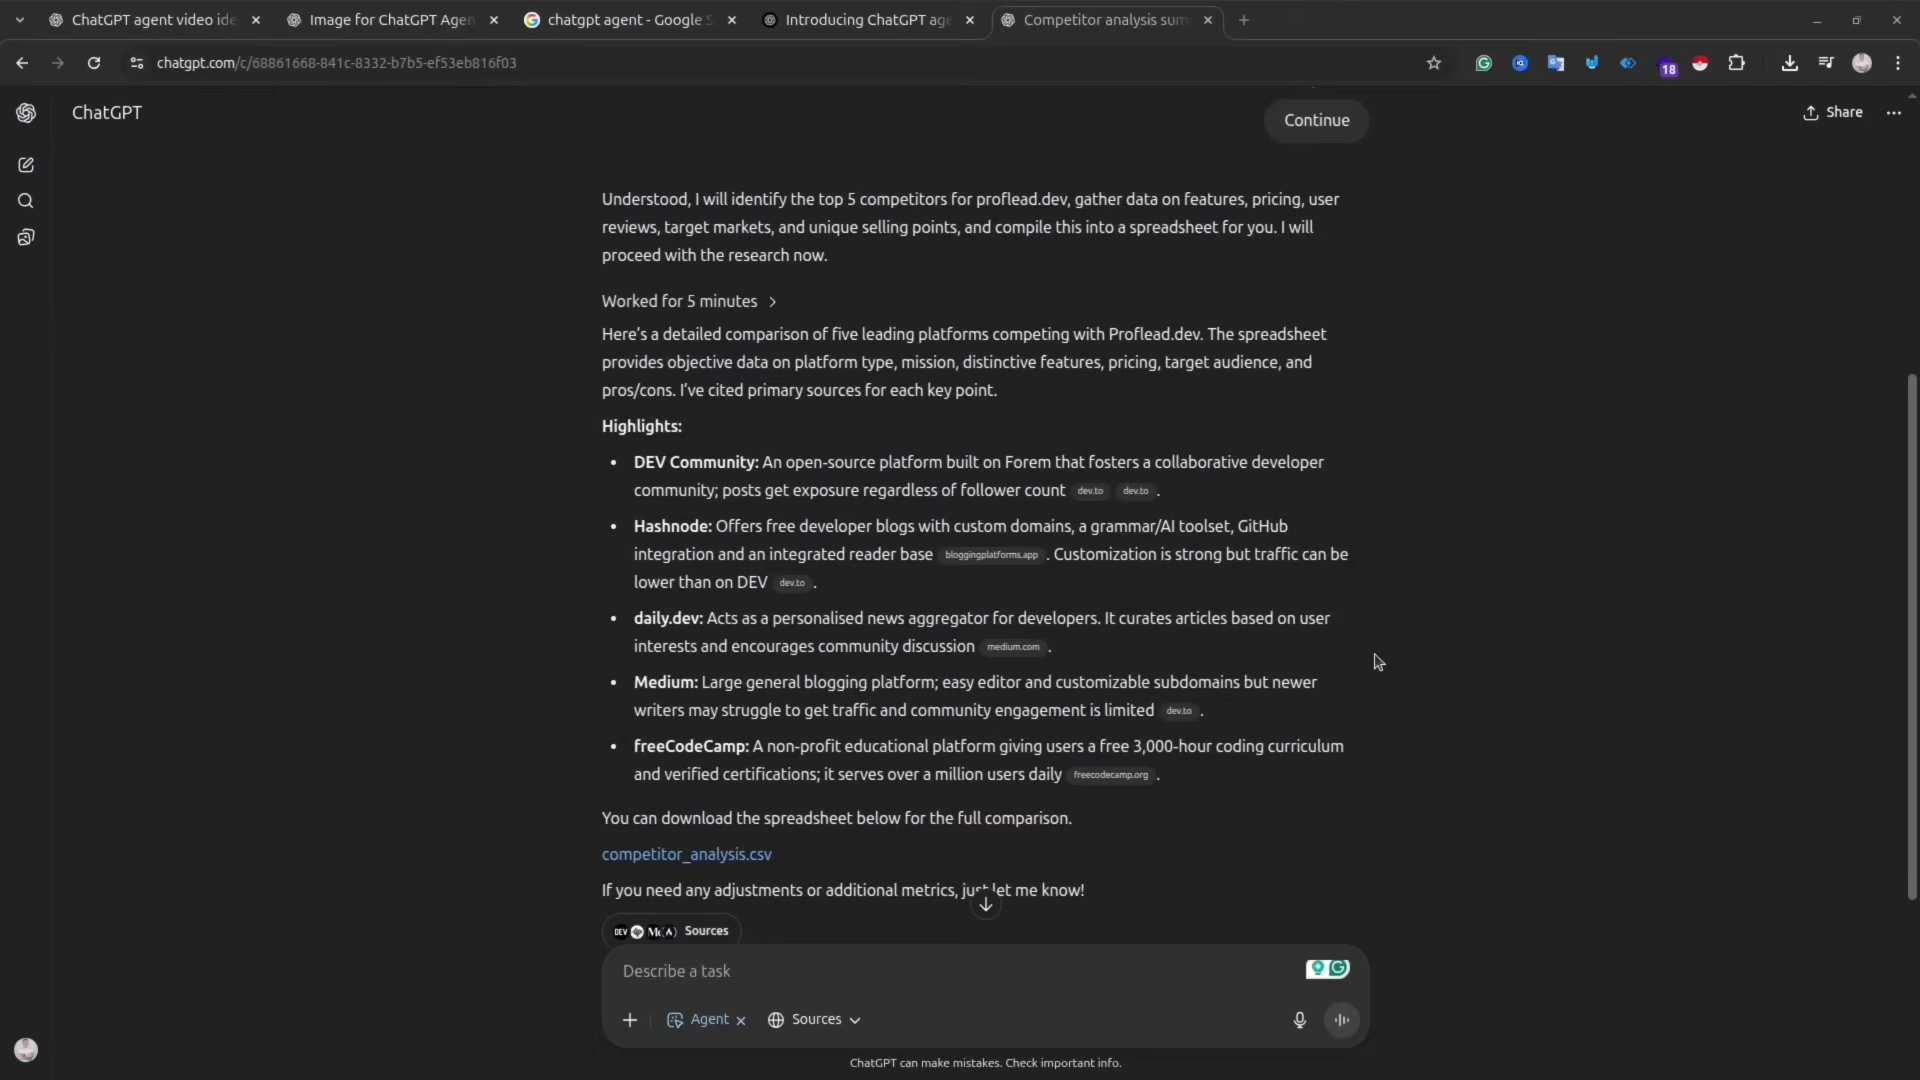 ChatGPT agent video ide
Image for ChatGPT Agen
chatgpt agent - Google S
Introducing ChatGPT age
Competitor analysis sum
chatgpt.com/c/68861668-841c-8332-b7b5-ef53eb816f03
18
ChatGPT
Share
Continue
Understood, I will identify the top 5 competitors for proflead.dev, gather data on features, pricing, user
reviews, target markets, and unique selling points, and compile this into a spreadsheet for you. I will
proceed with the research now.
Worked for 5 minutes
Here's a detailed comparison of five leading platforms competing with Proflead.dev. The spreadsheet
provides objective data on platform type, mission, distinctive features, pricing, target audience, and
pros/cons. I've cited primary sources for each key point.
Highlights:
• DEV Community: An open-source platform built on Forem that fosters a collaborative developer
community; posts get exposure regardless of follower count dev.to dev.to .
• Hashnode: Offers free developer blogs with custom domains, a grammar/AI toolset, GitHub
integration and an integrated reader base bloggingplatforms.app . Customization is strong but traffic can be
lower than on DEV dev.to .
• daily.dev: Acts as a personalised news aggregator for developers. It curates articles based on user
interests and encourages community discussion medium.com .
• Medium: Large general blogging platform; easy editor and customizable subdomains but newer
writers may struggle to get traffic and community engagement is limited dev.to .
• freeCodeCamp: A non-profit educational platform giving users a free 3,000-hour coding curriculum
and verified certifications; it serves over a million users daily freecodecamp.org .
You can download the spreadsheet below for the full comparison.
competitor_analysis.csv
If you need any adjustments or additional metrics, just let me know!
DEV Sources
Describe a task
Agent
Sources
ChatGPT can make mistakes. Check important info.